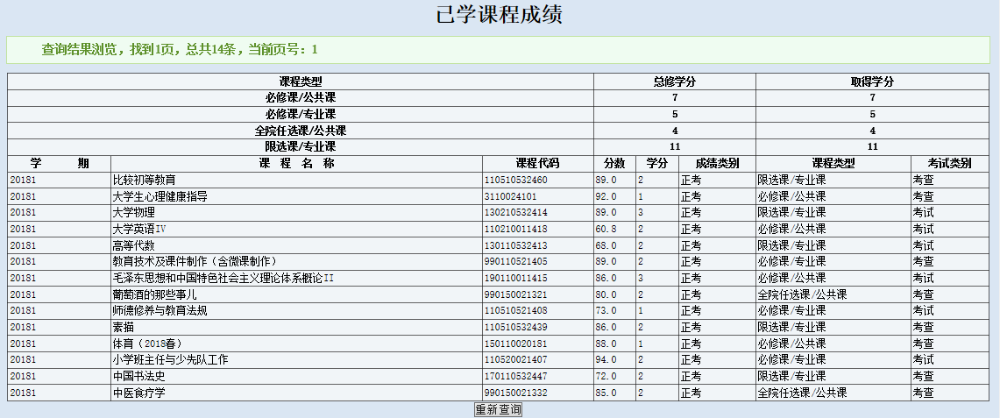 已学课程成绩
查询结果浏览，找到1页，总共14条，当前页号：1
课程类型 总修学分 取得学分
必修课/公共课 7 7
必修课/专业课 5 5
全院任选课/公共课 4 4
限选课/专业课 11 11
学 期 课 程 名 称 课程代码 分数 学分 成绩类别 课程类型 考试类别
20181 比较初等教育 110510532460 89.0 2 正考 限选课/专业课 考查
20181 大学生心理健康指导 3110024101 92.0 1 正考 必修课/公共课 考查
20181 大学物理 130210532414 89.0 3 正考 限选课/专业课 考试
20181 大学英语IV 110210011418 60.8 2 正考 必修课/公共课 考试
20181 高等代数 130110532413 68.0 2 正考 限选课/专业课 考试
20181 教育技术及课件制作（含微课制作） 990110521405 89.0 2 正考 必修课/专业课 考查
20181 毛泽东思想和中国特色社会主义理论体系概论II 190110011415 86.0 3 正考 必修课/公共课 考试
20181 葡萄酒的那些事儿 990150021321 80.0 2 正考 全院任选课/公共课 考查
20181 师德修养与教育法规 110510521408 73.0 1 正考 必修课/专业课 考试
20181 素描 110510532439 86.0 2 正考 限选课/专业课 考查
20181 体育（2018春） 150110020181 88.0 1 正考 必修课/公共课 考查
20181 小学班主任与少先队工作 110520021407 94.0 2 正考 必修课/专业课 考试
20181 中国书法史 170110532447 72.0 2 正考 限选课/专业课 考查
20181 中医食疗学 990150021332 85.0 2 正考 全院任选课/公共课 考查
重新查询